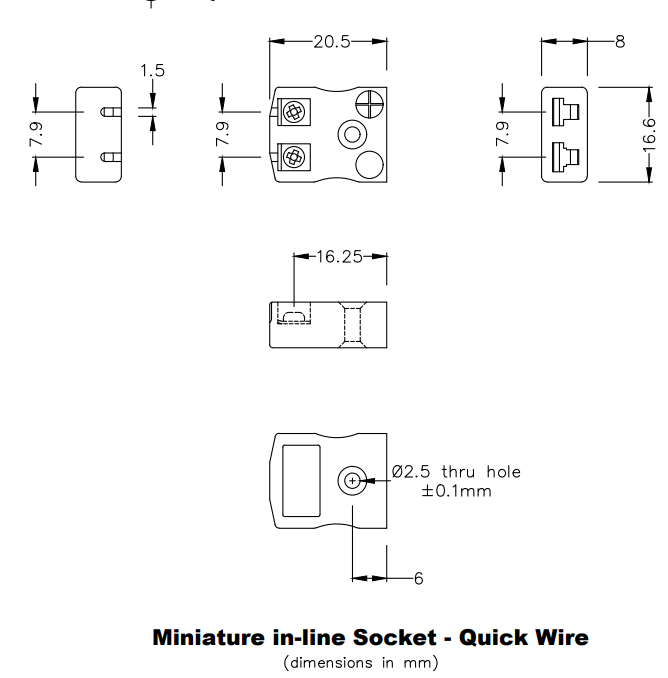 20.5
8
1.5
7.9
7.9
7.9
16.6
16.25
Ø2.5 thru hole
±0.1mm
6
Miniature in-line Socket - Quick Wire
(dimensions in mm)